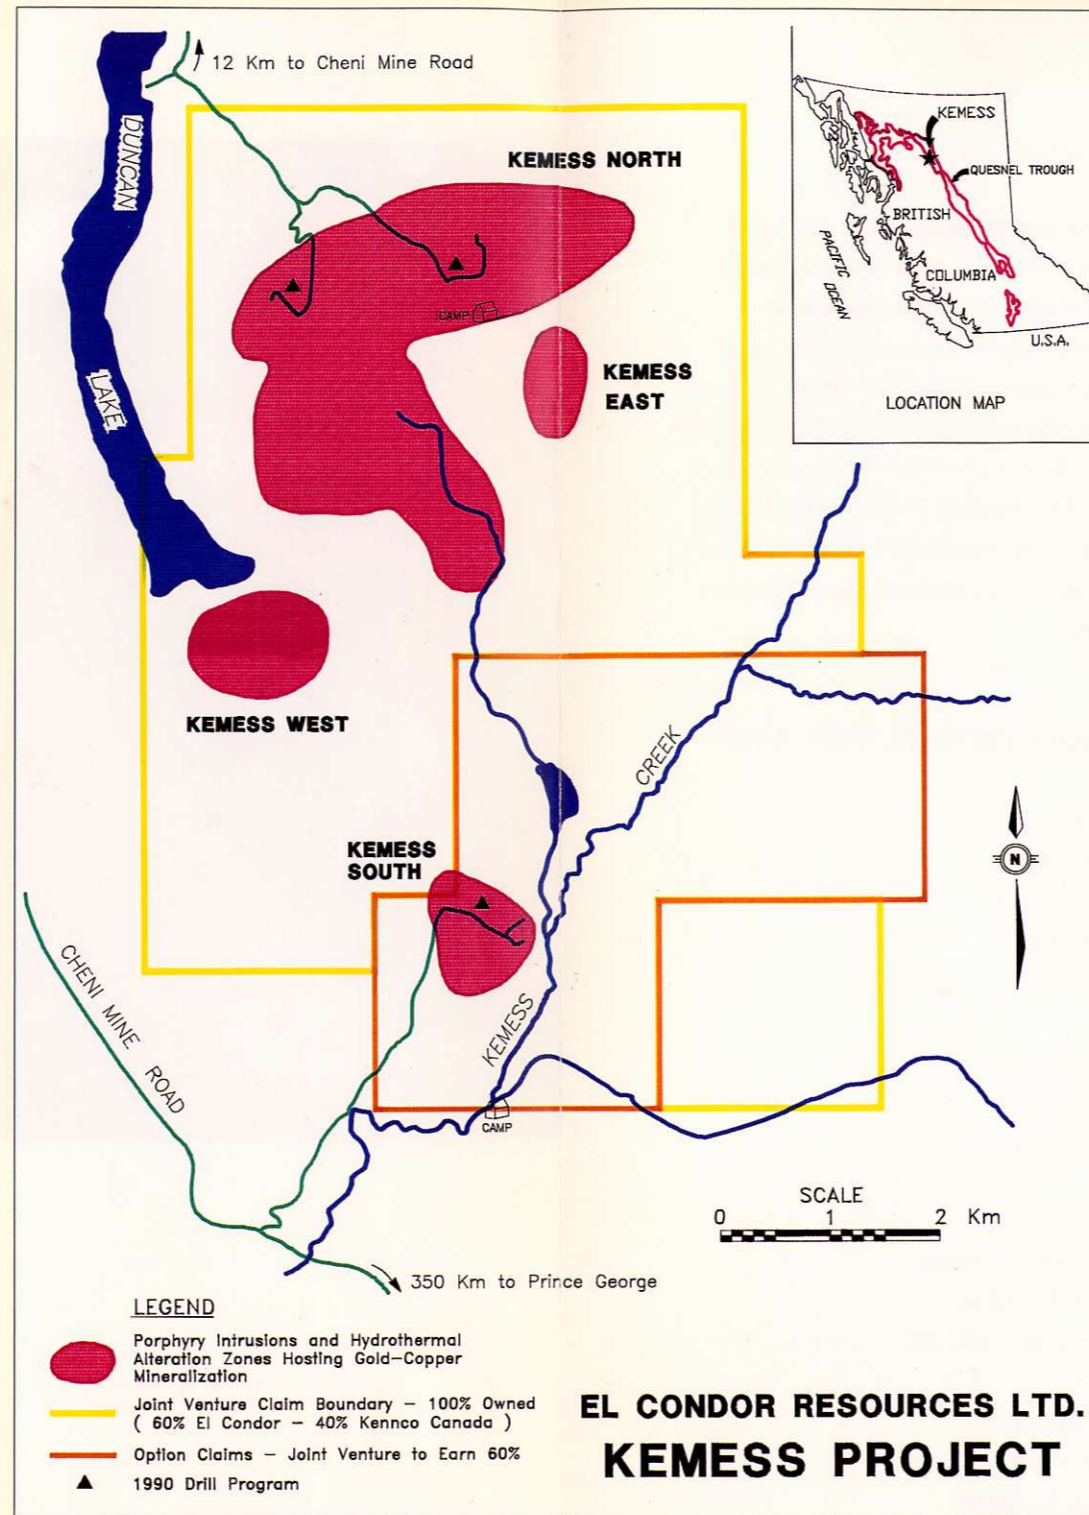 12 Km to Cheni Mine Road
DUNCAN
LAKE
KEMESS NORTH
CAMP
KEMESS
EAST
KEMESS
QUESNEL TROUGH
BRITISH
COLUMBIA
PACIFIC
OCEAN
U.S.A.
LOCATION MAP
KEMESS WEST
CREEK
KEMESS
SOUTH
N
CHENI MINE ROAD
KEMESS
CAMP
SCALE
0 1 2 Km
350 Km to Prince George
LEGEND
Porphyry Intrusions and Hydrothermal
Alteration Zones Hosting Gold-Copper
Mineralization
Joint Venture Claim Boundary - 100% Owned
( 60% El Condor - 40% Kennco Canada )
Option Claims - Joint Venture to Earn 60%
1990 Drill Program
EL CONDOR RESOURCES LTD.
KEMESS PROJECT